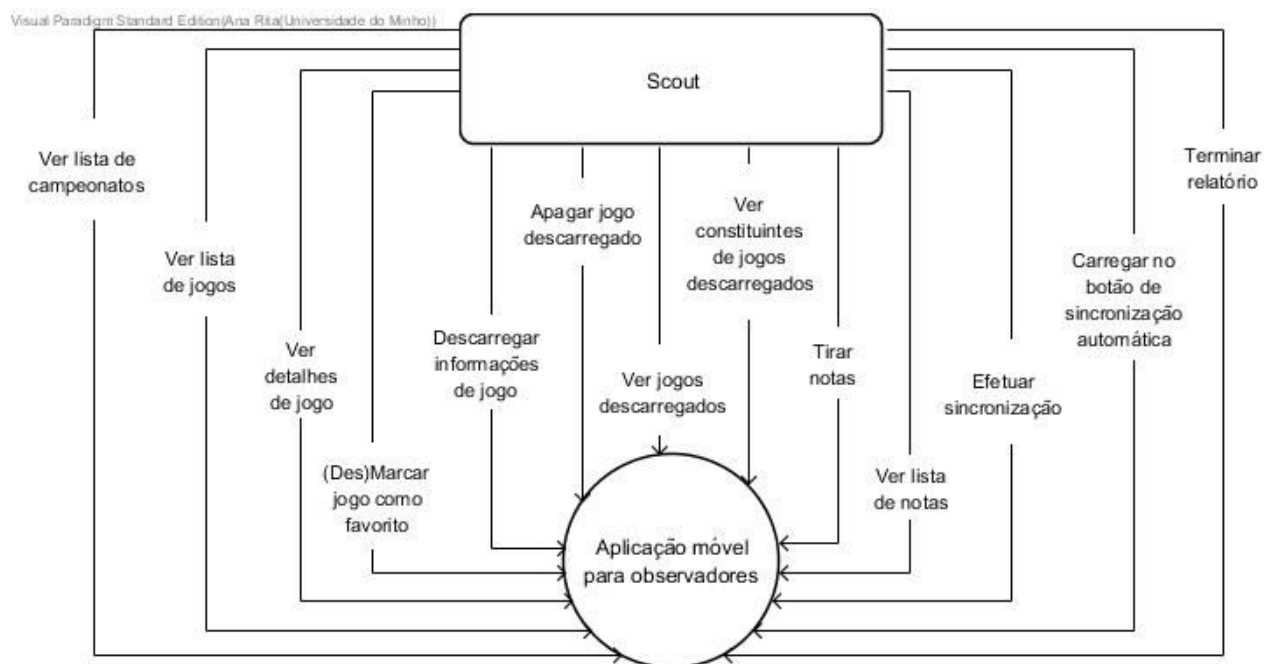 Visual Paradigm Standard Edition(Ana Rita(Universidade do Minho))
Scout
Ver lista de
campeonatos
Ver lista
de jogos
Ver
detalhes
de jogo
(Des)Marcar
jogo como
favorito
Descarregar
informações
de jogo
Apagar jogo
descarregado
Ver jogos
descarregados
Ver
constituintes
de jogos
descarregados
Tirar
notas
Ver lista
de notas
Efetuar
sincronização
Carregar no
botão de
sincronização
automática
Terminar
relatório
Aplicação móvel
para observadores